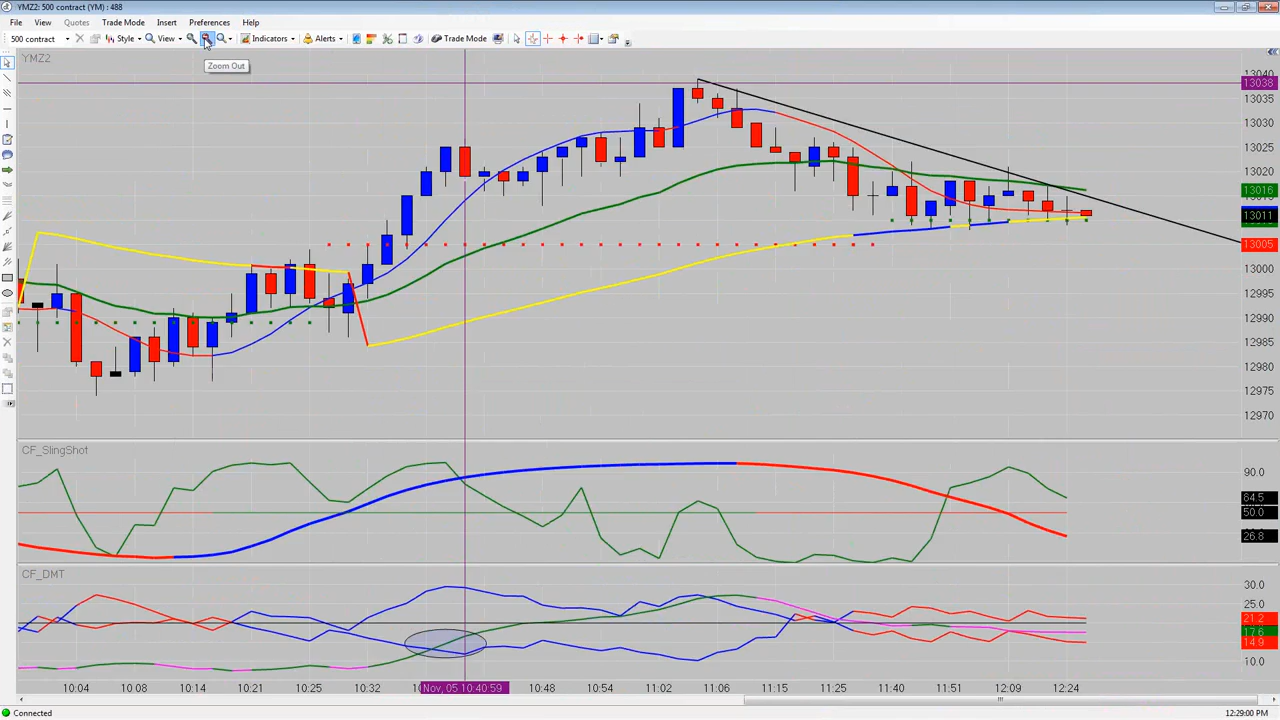 YMZ2: 500 contract (YM) : 488
File View Quotes Trade Mode Insert Preferences Help
500 contract Style View Indicators Alerts Trade Mode
Zoom Out
YMZ2
13040
13038
13035
13030
13025
13020
13016
13011
13005
13000
12995
12990
12985
12980
12975
12970
CF_SlingShot
90.0
64.5
50.0
26.8
CF_DMT
30.0
25.0
21.2
17.6
14.9
10.0
10:04 10:08 10:14 10:21 10:25 10:32 Nov, 05 10:40:59 10:48 10:54 11:02 11:06 11:15 11:25 11:40 11:51 12:09 12:24
Connected 12:29:00 PM